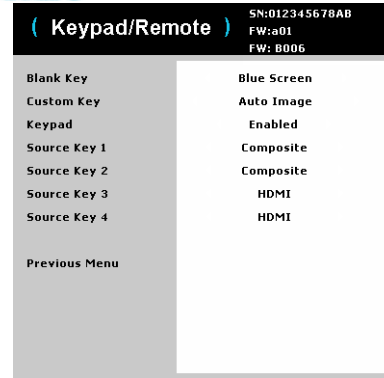 ( Keypad/Remote )
SN:012345678AB
FW:a01
FW: B006
Blank Key Blue Screen
Custom Key Auto Image
Keypad Enabled
Source Key 1 Composite
Source Key 2 Composite
Source Key 3 HDMI
Source Key 4 HDMI
Previous Menu